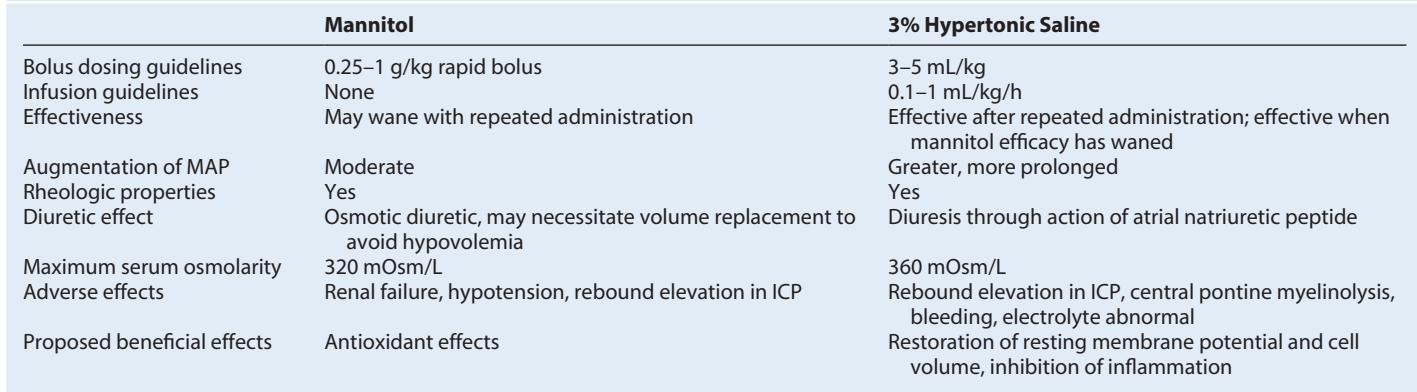 Mannitol 3% Hypertonic Saline
Bolus dosing guidelines 0.25–1 g/kg rapid bolus 3–5 mL/kg
Infusion guidelines None 0.1–1 mL/kg/h
Effectiveness May wane with repeated administration Effective after repeated administration; effective when
mannitol efficacy has waned
Augmentation of MAP Moderate Greater, more prolonged
Rheologic properties Yes Yes
Diuretic effect Osmotic diuretic, may necessitate volume replacement to Diuresis through action of atrial natriuretic peptide
avoid hypovolemia
Maximum serum osmolarity 320 mOsm/L 360 mOsm/L
Adverse effects Renal failure, hypotension, rebound elevation in ICP Rebound elevation in ICP, central pontine myelinolysis,
bleeding, electrolyte abnormal
Proposed beneficial effects Antioxidant effects Restoration of resting membrane potential and cell
volume, inhibition of inflammation